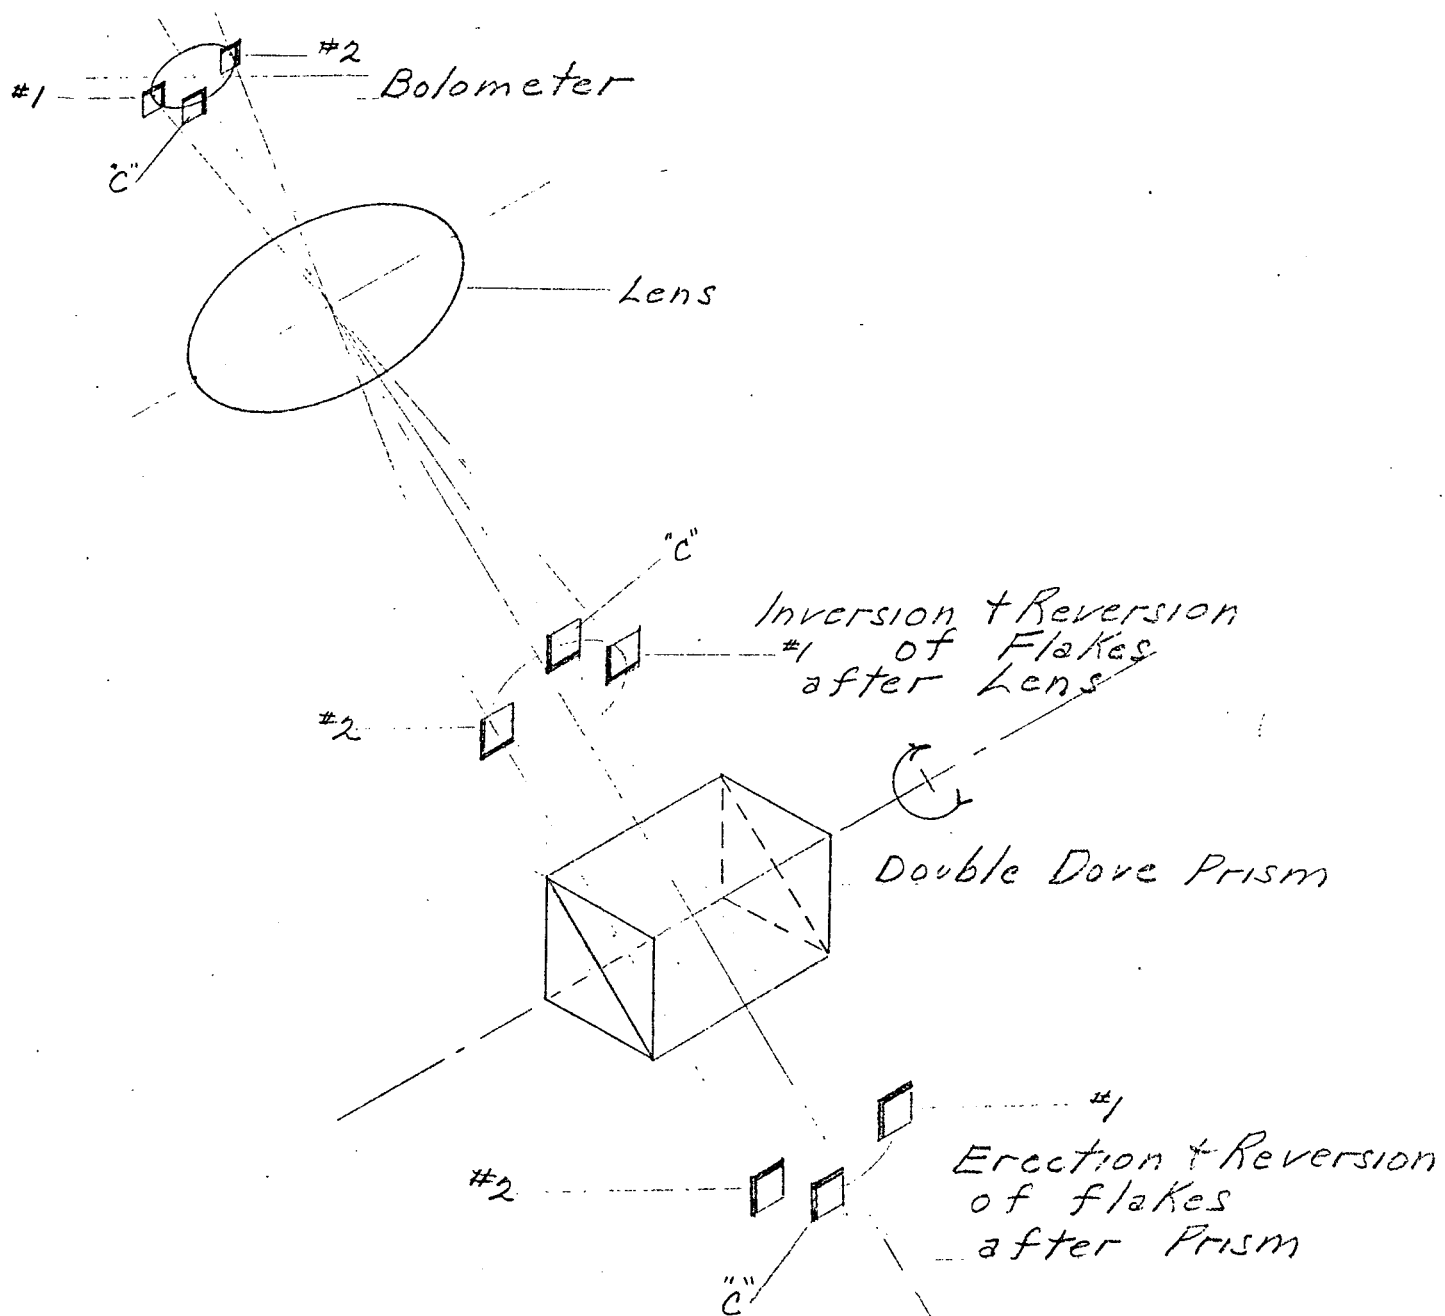 #2
Bolometer
#1
"C"
Lens
"C"
Inversion + Reversion
#1 of Flakes
after Lens
#2
Double Dove Prism
#1
Erection + Reversion
#2
of flakes
after Prism
"C"